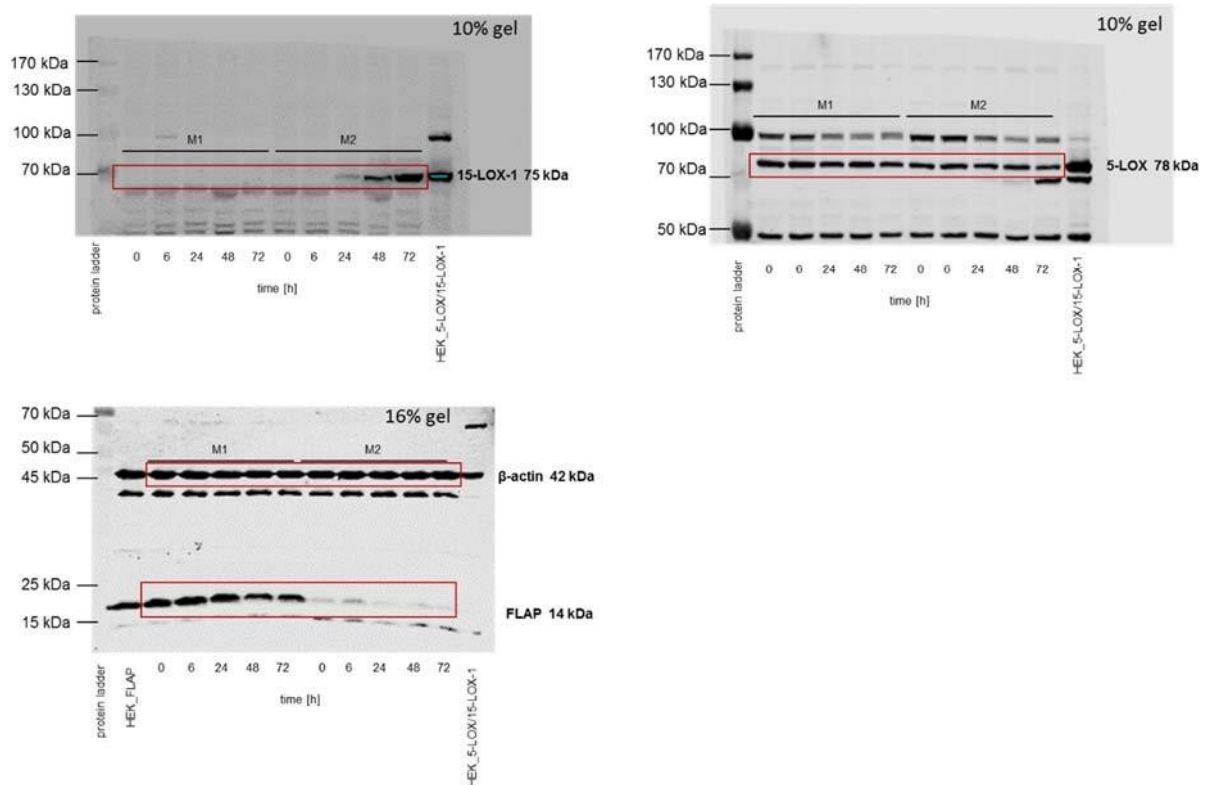 10% gel
170 kDa
130 kDa
100 kDa
70 kDa
M1
M2
15-LOX-1 75 kDa
protein ladder
0 6 24 48 72 0 6 24 48 72
HEK_5-LOX/15-LOX-1
time [h]
10% gel
170 kDa
130 kDa
100 kDa
70 kDa
50 kDa
M1
M2
5-LOX 78 kDa
protein ladder
0 0 24 48 72 0 6 24 48 72
HEK_5-LOX/15-LOX-1
time [h]
16% gel
70 kDa
50 kDa
45 kDa
25 kDa
15 kDa
M1
M2
β-actin 42 kDa
FLAP 14 kDa
protein ladder
HEK_FLAP
0 6 24 48 72 0 6 24 48 72
HEK_5-LOX/15-LOX-1
time [h]